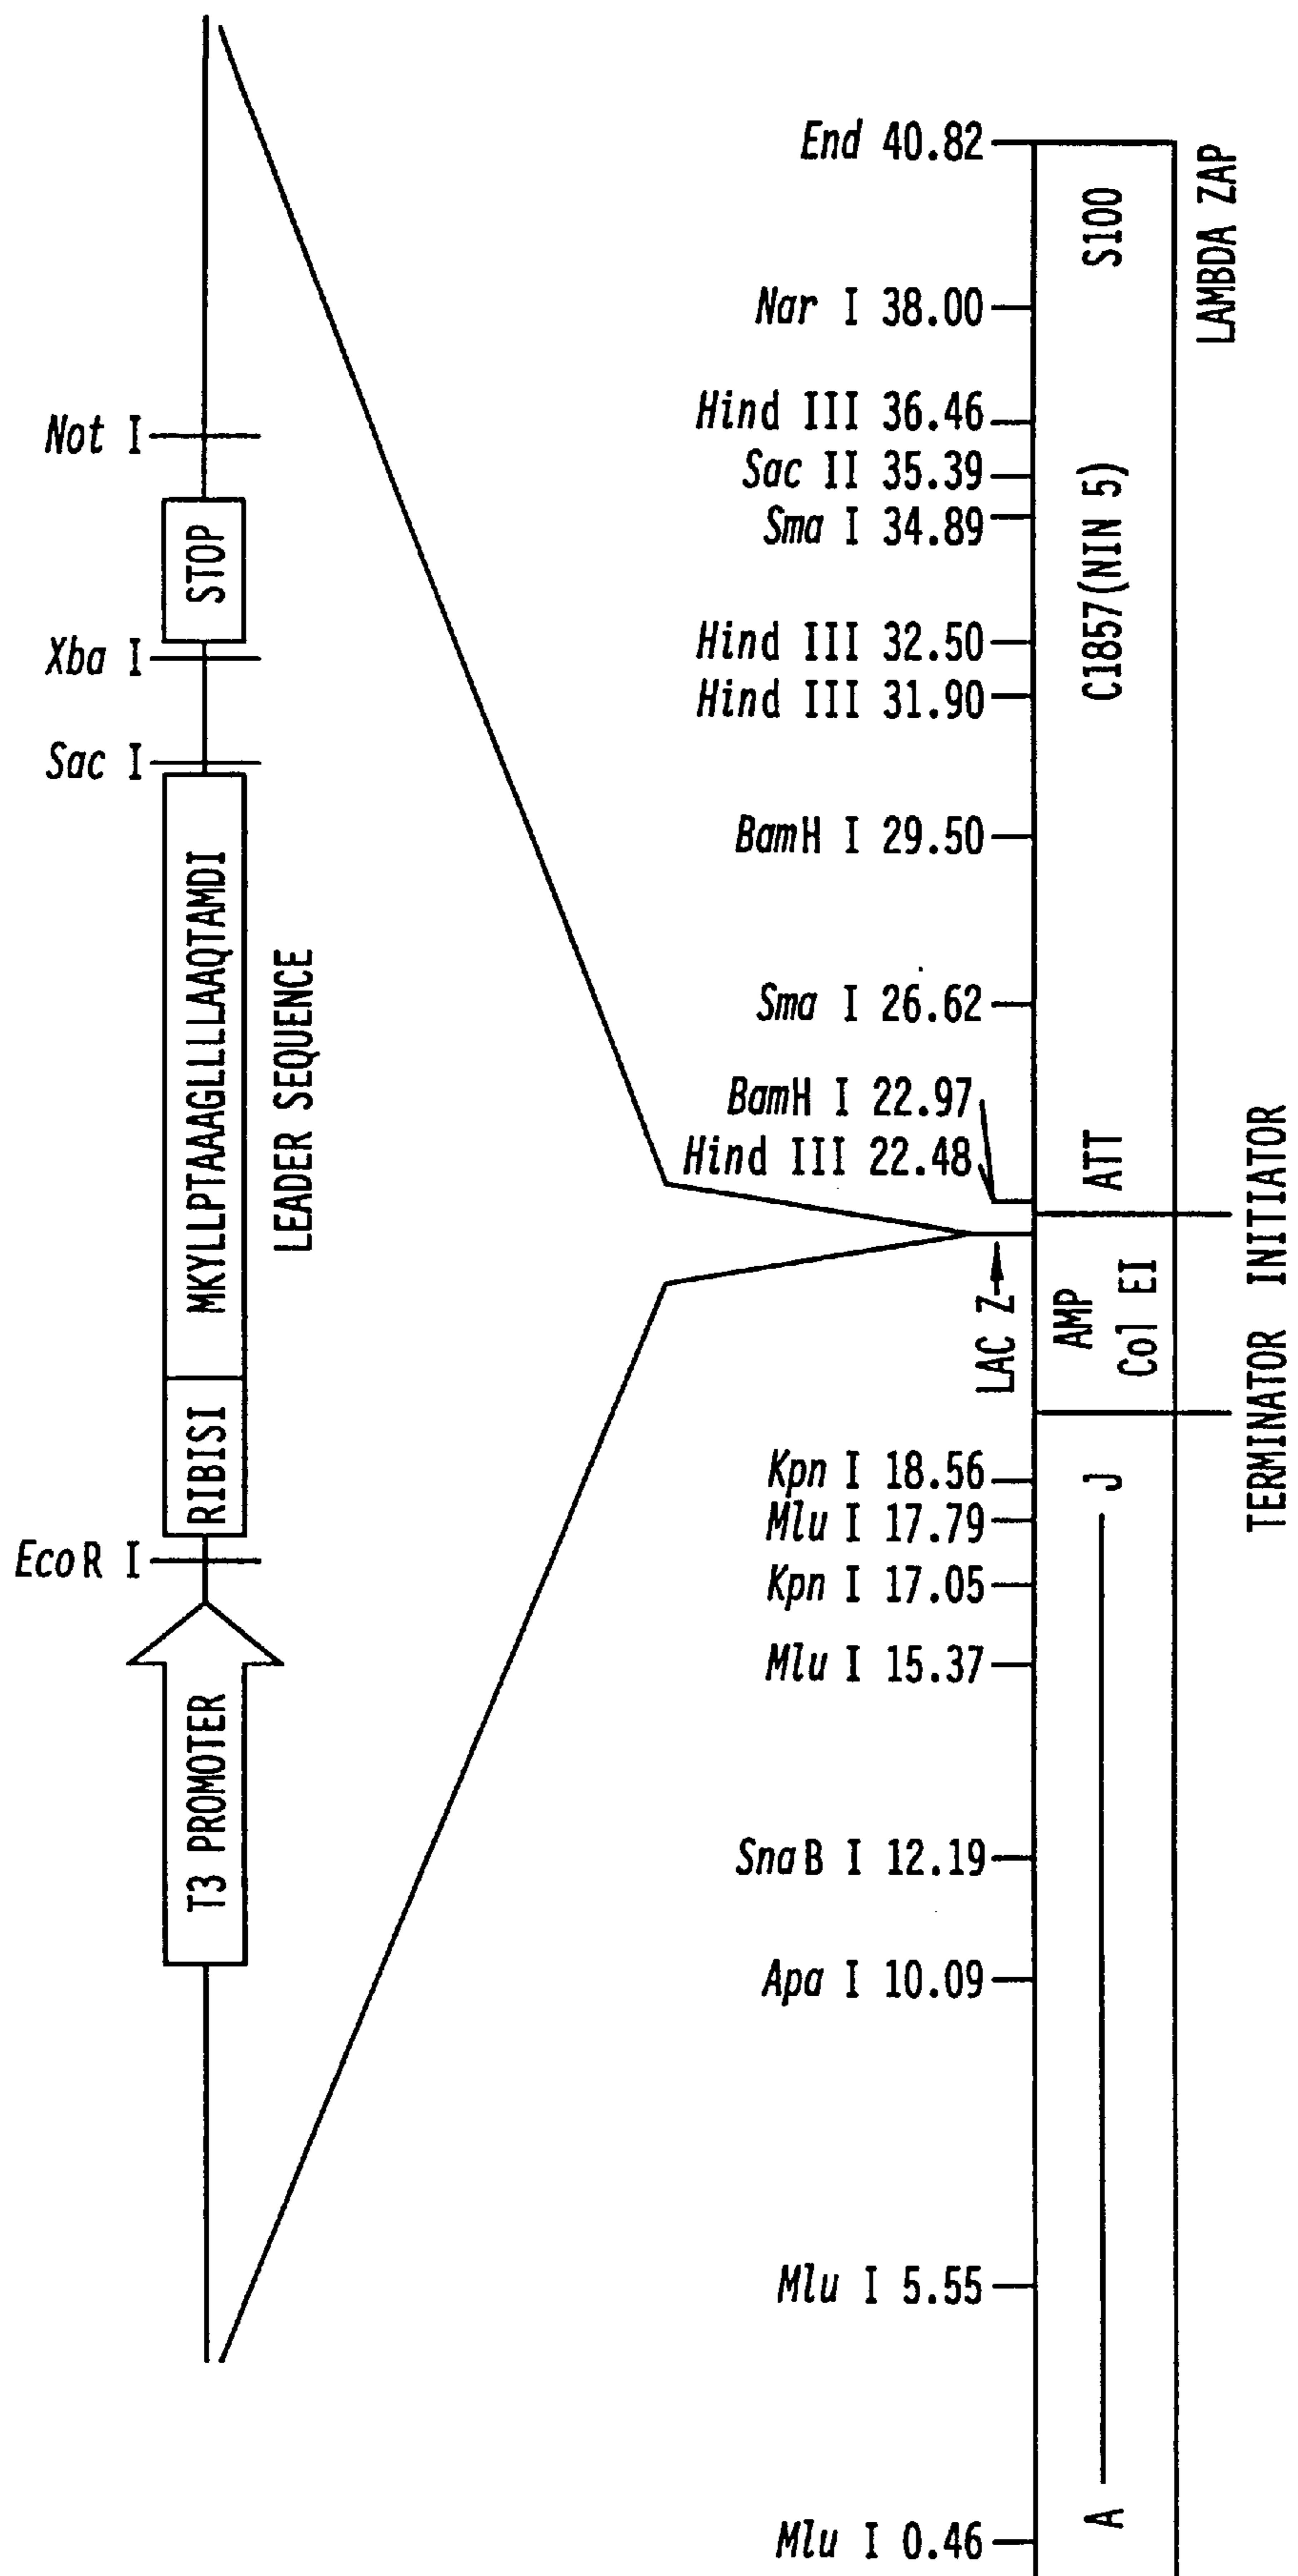 Not I
STOP
Xba I
Sac I
MKYLLPTAAAGLLLLAAQTAMDI
LEADER SEQUENCE
RIBISI
EcoR I
T3 PROMOTER
End 40.82
Nar I 38.00
Hind III 36.46
Sac II 35.39
Sma I 34.89
Hind III 32.50
Hind III 31.90
BamH I 29.50
Sma I 26.62
BamH I 22.97
Hind III 22.48
LAC Z
Kpn I 18.56
Mlu I 17.79
Kpn I 17.05
Mlu I 15.37
SnaB I 12.19
Apa I 10.09
Mlu I 5.55
Mlu I 0.46
S100
C1857(NIN 5)
ATT
AMP
Col EI
J
A
LAMBDA ZAP
TERMINATOR INITIATOR